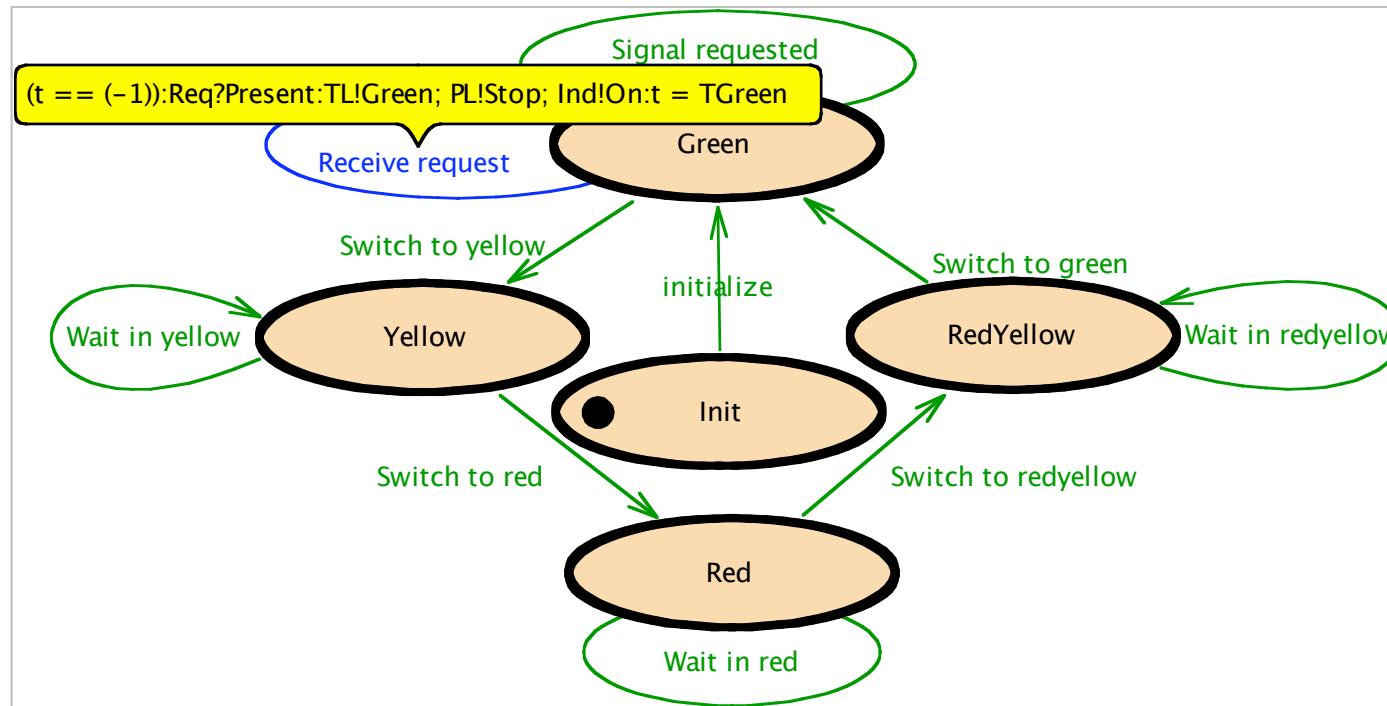 Signal requested
(t == (-1)):Req?Present:TL!Green; PL!Stop; Ind!On:t = TGreen
Green
Receive request
Switch to yellow
Switch to green
initialize
Wait in yellow
Yellow
RedYellow
Wait in redyellow
Init
Switch to red
Switch to redyellow
Red
Wait in red